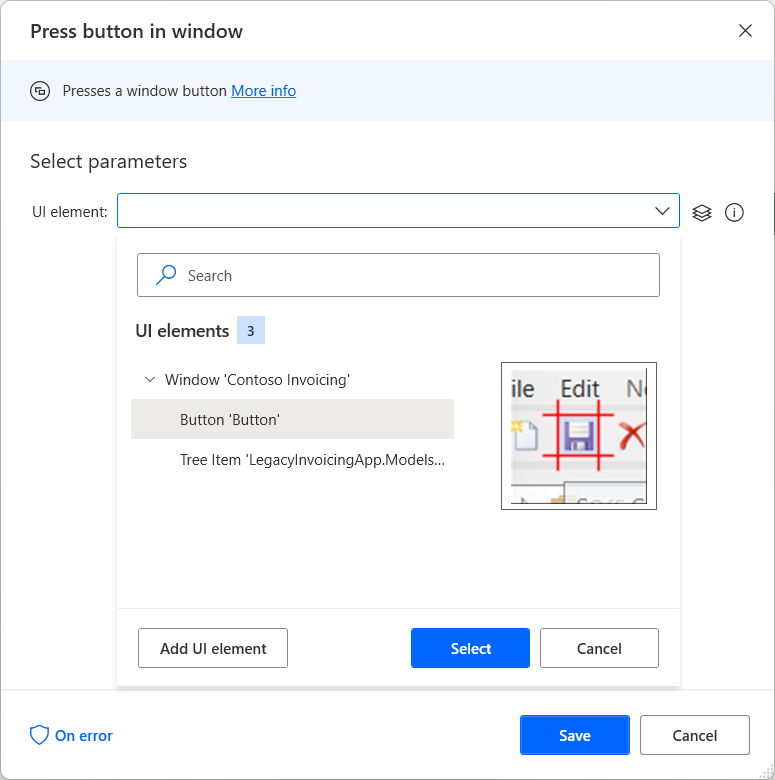 Press button in window
Presses a window button More info
Select parameters
UI element:
Search
UI elements 3
Window 'Contoso Invoicing'
Button 'Button'
Tree Item 'LegacyInvoicingApp.Models...
ile Edit
Add UI element Select Cancel
On error Save Cancel